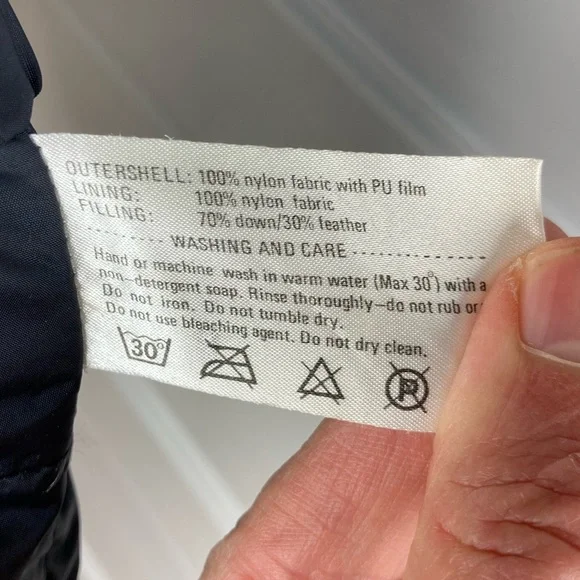 OUTERSHELL: 100% nylon fabric with PU film
LINING: 100% nylon fabric
FILLING: 70% down/30% feather
---------- WASHING AND CARE --------------
Hand or machine wash in warm water (Max 30°) with a
non-detergent soap. Rinse thoroughly—do not rub or
Do not iron. Do not tumble dry.
Do not use bleaching agent. Do not dry clean.
30° P